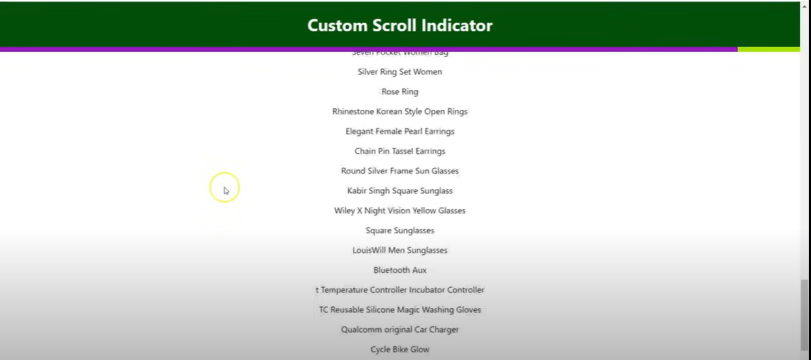 Custom Scroll Indicator
Seven Pocket Women Bag
Silver Ring Set Women
Rose Ring
Rhinestone Korean Style Open Rings
Elegant Female Pearl Earrings
Chain Pin Tassel Earrings
Round Silver Frame Sun Glasses
Kabir Singh Square Sunglass
Wiley X Night Vision Yellow Glasses
Square Sunglasses
LouisWill Men Sunglasses
Bluetooth Aux
t Temperature Controller Incubator Controller
TC Reusable Silicone Magic Washing Gloves
Qualcomm original Car Charger
Cycle Bike Glow